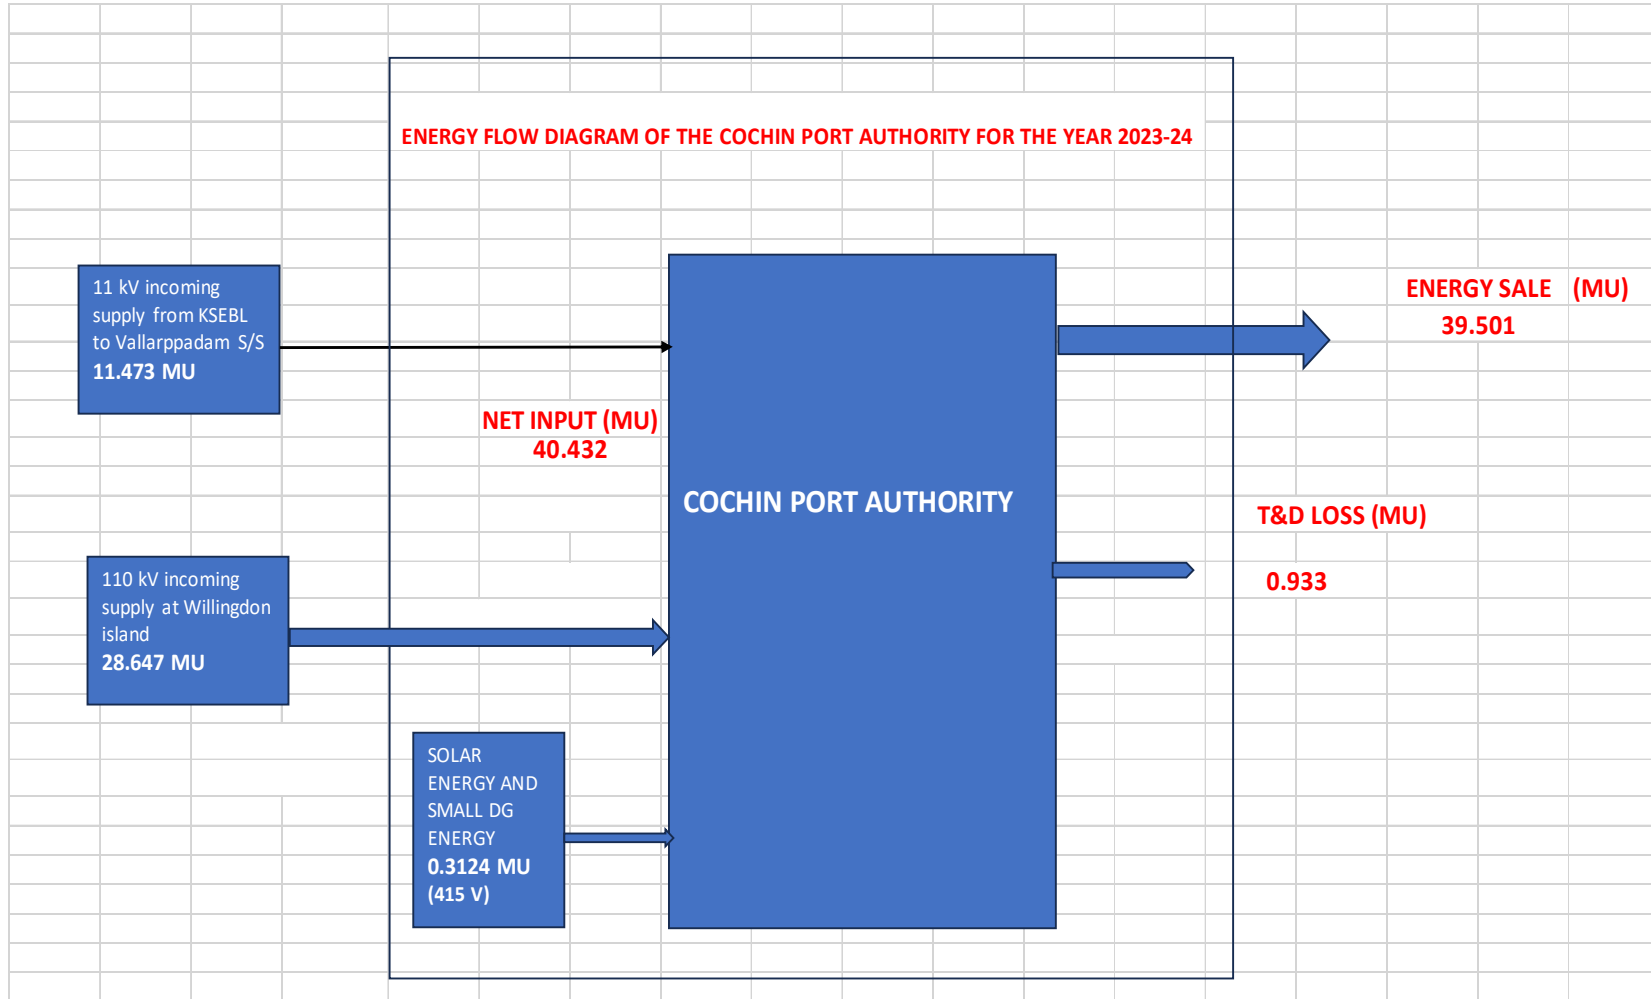 ENERGY FLOW DIAGRAM OF THE COCHIN PORT AUTHORITY FOR THE YEAR 2023-24
11 kV incoming
supply from KSEBL
to Vallarppadam S/S
11.473 MU
ENERGY SALE (MU)
39.501
NET INPUT (MU)
40.432
COCHIN PORT AUTHORITY
T&D LOSS (MU)
0.933
110 kV incoming
supply at Willingdon
island
28.647 MU
SOLAR
ENERGY AND
SMALL DG
ENERGY
0.3124 MU
(415 V)